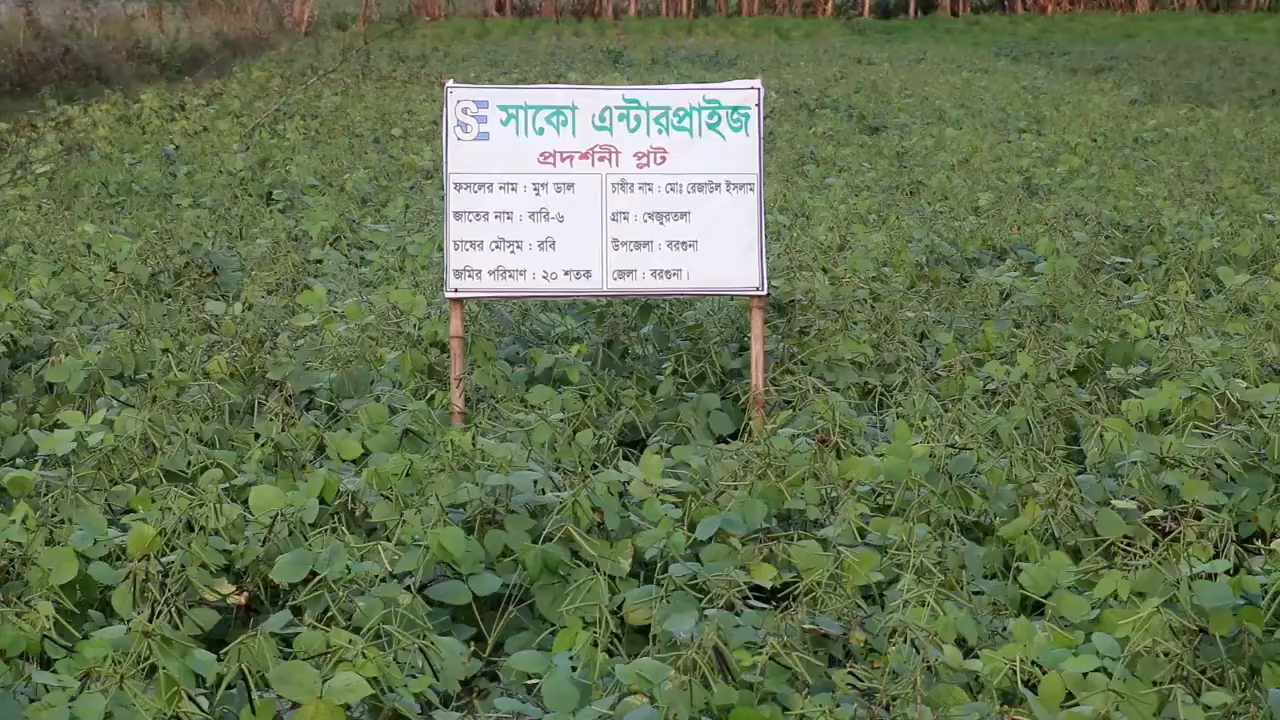 SE সাকো এন্টারপ্রাইজ
প্রদর্শনী প্লট
ফসলের নাম : মুগ ডাল
জাতের নাম : বারি-৬
চাষের মৌসুম : রবি
জমির পরিমাণ : ২০ শতক
চাষীর নাম : মোঃ রেজাউল ইসলাম
গ্রাম : খেজুরতলা
উপজেলা : বরগুনা
জেলা : বরগুনা।